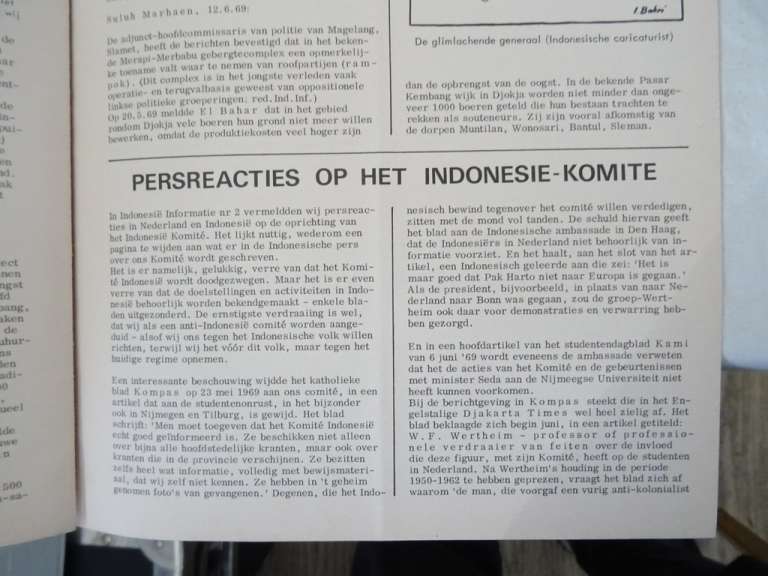 wij
Suluh Marhaen, 12.6.69:
De adjunct-hoofdcommissaris van politie van Magelang,
Slamet, heeft de berichten bevestigd dat in het beken-
de Merapi-Merbabu gebergtecomplex een opmerkelij-
ke toename valt waar te nemen van roofpartijen (ram-
pok). (Dit complex is in het jongste verleden vaak
operatie- en terugvalbasis geweest van oppositionele
linkse politieke groeperingen. red.Ind.Inf.)
Op 20.5.69 meldde El Bahar dat in het gebied
rondom Djokja vele boeren hun grond niet meer willen
bewerken, omdat de produktiekosten veel hoger zijn
I. Bahri
De glimlachende generaal (Indonesische caricaturist)
dan de opbrengst van de oogst. In de bekende Pasar
Kembang wijk in Djokja worden niet minder dan onge-
veer 1000 boeren geteld die hun bestaan trachten te
rekken als souteneurs. Zij zijn vooral afkomstig van
de dorpen Muntilan, Wonosari, Bantul, Sleman.
PERSREACTIES OP HET INDONESIE-KOMITE
In Indonesië Informatie nr 2 vermeldden wij persreac-
ties in Nederland en Indonesië op de oprichting van
het Indonesië Komité. Het lijkt nuttig, wederom een
pagina te wijden aan wat er in de Indonesische pers
over ons Komité wordt geschreven.
Het is er namelijk, gelukkig, verre van dat het Komi-
té Indonesië wordt doodgezwegen. Maar het is er even
verre van dat de doelstellingen en activiteiten in Indo-
nesië behoorlijk worden bekendgemaakt - enkele bla-
den uitgezonderd. De ernstigste verdraaiing is wel,
dat wij als een anti-Indonesië comité worden aange-
duid - alsof wij ons tegen het Indonesische volk willen
richten, terwijl wij het vóór dit volk, maar tegen het
huidige regime opnemen.
Een interessante beschouwing wijdde het katholieke
blad Kompas op 23 mei 1969 aan ons comité, in een
artikel dat aan de studentenonrust, in het bijzonder
ook in Nijmegen en Tilburg, is gewijd. Het blad
schrijft: 'Men moet toegeven dat het Komité Indonesië
echt goed geïnformeerd is. Ze beschikken niet alleen
over bijna alle hoofdstedelijke kranten, maar ook over
kranten die in de provincie verschijnen. Ze bezitten
zelfs heel wat informatie, volledig met bewijsmateri-
aal, dat wij zelf niet kennen. Ze hebben in 't geheim
genomen foto's van gevangenen.' Degenen, die het Indo-
nesisch bewind tegenover het comité willen verdedigen,
zitten met de mond vol tanden. De schuld hiervan geeft
het blad aan de Indonesische ambassade in Den Haag,
dat de Indonesiërs in Nederland niet behoorlijk van in-
formatie voorziet. En het haalt, aan het slot van het ar-
tikel, een Indonesisch geleerde aan die zei: 'Het is
maar goed dat Pak Harto niet naar Europa is gegaan.'
Als de president, bijvoorbeeld, in plaats van naar Ne-
derland naar Bonn was gegaan, zou de groep-Wert-
heim ook daar voor demonstraties en verwarring heb-
ben gezorgd.
En in een hoofdartikel van het studentendagblad Kami
van 6 juni '69 wordt eveneens de ambassade verweten
dat het de acties van het Komité en de gebeurtenissen
met minister Seda aan de Nijmeegse Universiteit niet
heeft kunnen voorkomen.
Bij de berichtgeving in Kompas steekt die in het En-
gelstalige Djakarta Times wel heel zielig af. Het
blad beklaagde zich begin juni, in een artikel getiteld:
W.F. Wertheim - professor of professio-
nele verdraaier van feiten over de invloed
die deze figuur, met zijn Komité, heeft op de studenten
in Nederland. Na Wertheim's houding in de periode
1950-1962 te hebben geprezen, vraagt het blad zich af
waarom 'de man, die voorgaf een vurig anti-kolonialist